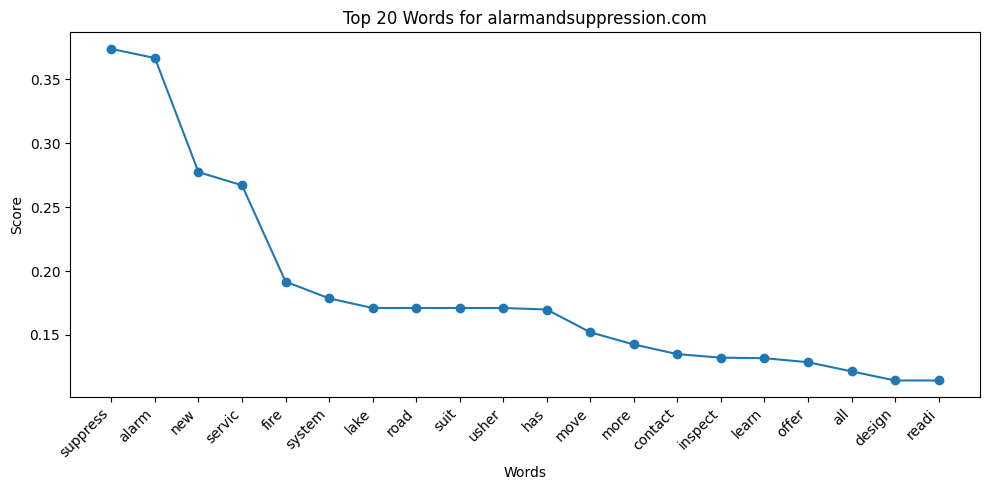 Top 20 Words for alarmandsuppression.com
Score
0.35
0.30
0.25
0.20
0.15
suppress
alarm
new
servic
fire
system
lake
road
suit
usher
has
move
more
contact
inspect
learn
offer
all
design
readi
Words